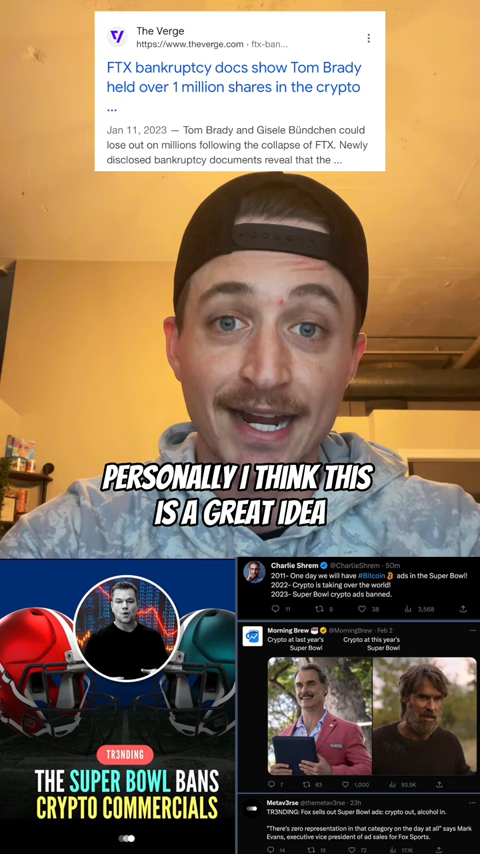 The Verge
https://www.theverge.com › ftx-ban...
FTX bankruptcy docs show Tom Brady
held over 1 million shares in the crypto
...
Jan 11, 2023 — Tom Brady and Gisele Bündchen could
lose out on millions following the collapse of FTX. Newly
disclosed bankruptcy documents reveal that the ...
PERSONALLY I THINK THIS
IS A GREAT IDEA
TR3NDING
THE SUPER BOWL BANS
CRYPTO COMMERCIALS
Charlie Shrem @CharlieShrem · 50m
2011- One day we will have #Bitcoin ads in the Super Bowl!
2022- Crypto is taking over the world!
2023- Super Bowl crypto ads banned.
11 9 38 3,568
Morning Brew @MorningBrew · Feb 2
Crypto at last year's Crypto at this year's
Super Bowl Super Bowl
7 63 1,000 93.5K
Metav3rse @themetav3rse · 23h
TR3NDING: Fox sells out Super Bowl ads: crypto out, alcohol in.
"There's zero representation in that category on the day at all" says Mark
Evans, executive vice president of ad sales for Fox Sports.
14 15 72